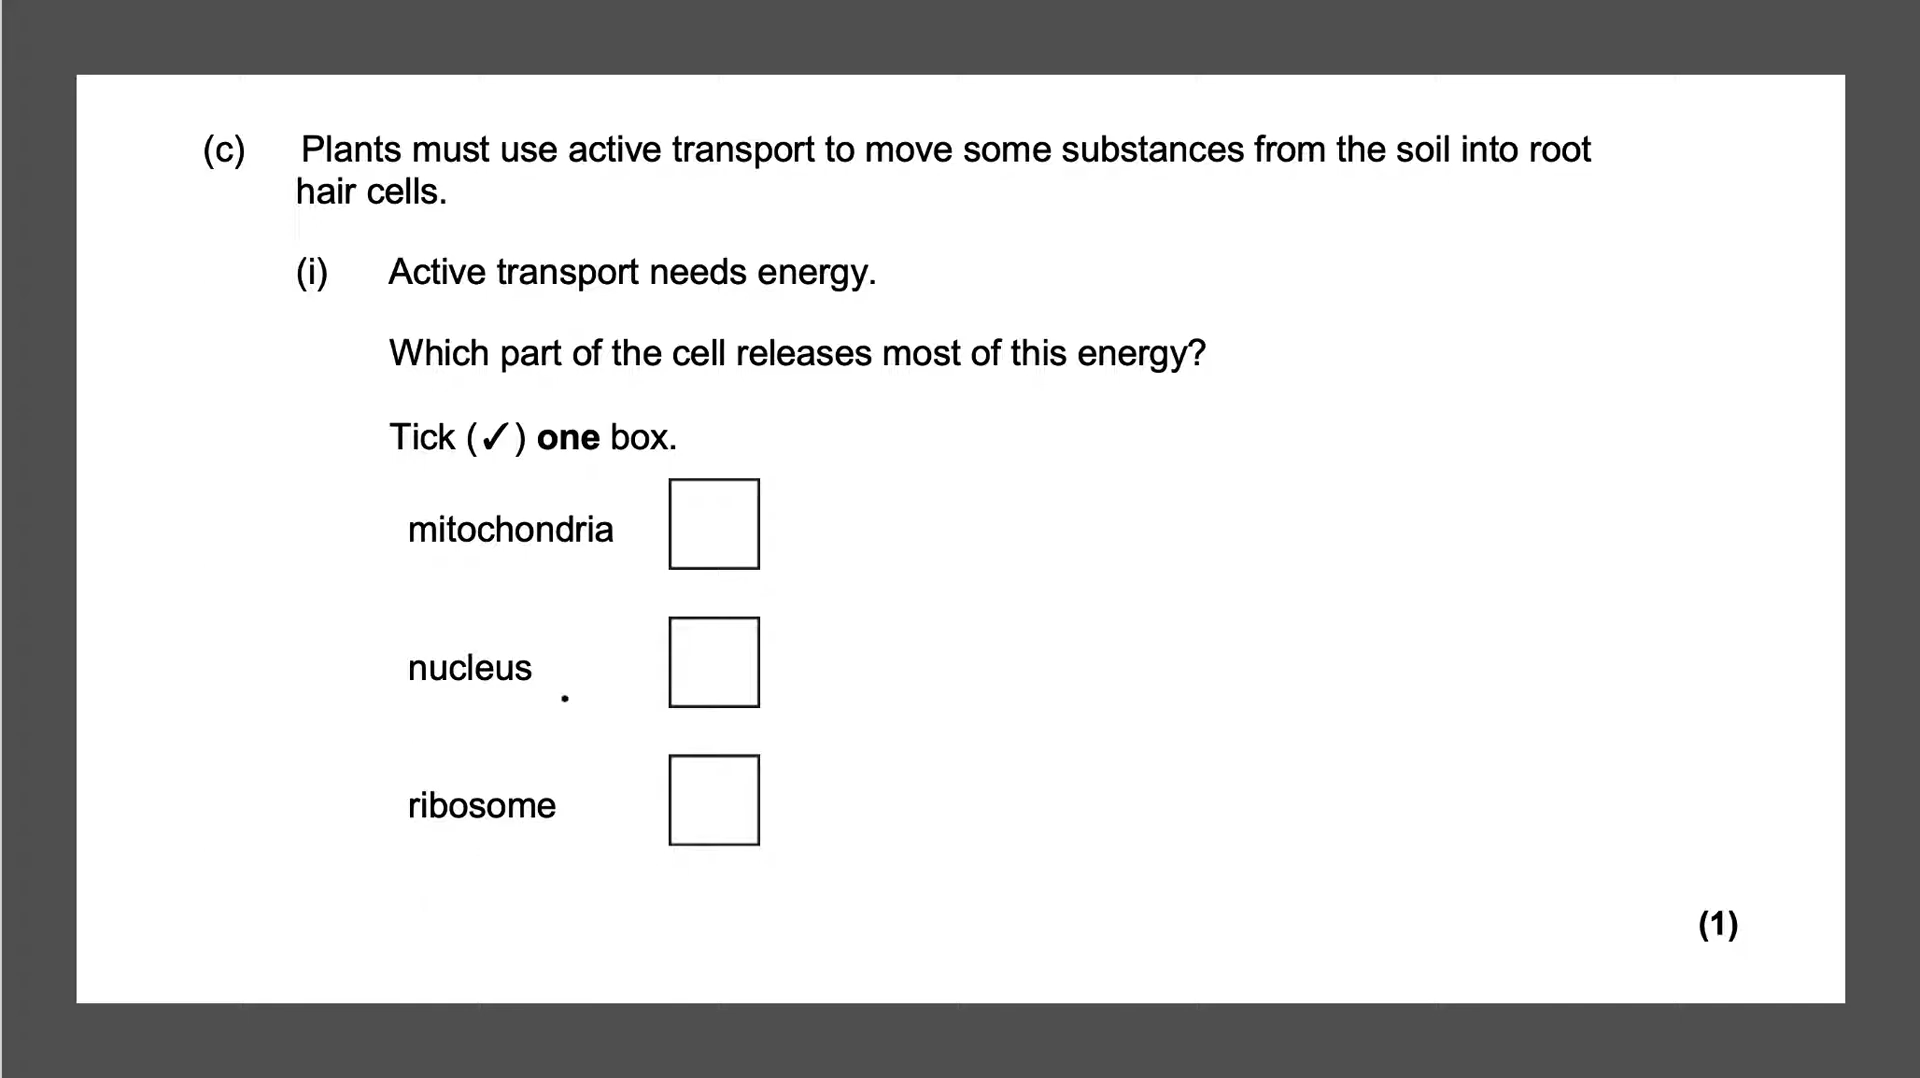 (c) Plants must use active transport to move some substances from the soil into root
hair cells.
(i) Active transport needs energy.
Which part of the cell releases most of this energy?
Tick (✓) one box.
mitochondria
nucleus
ribosome
(1)